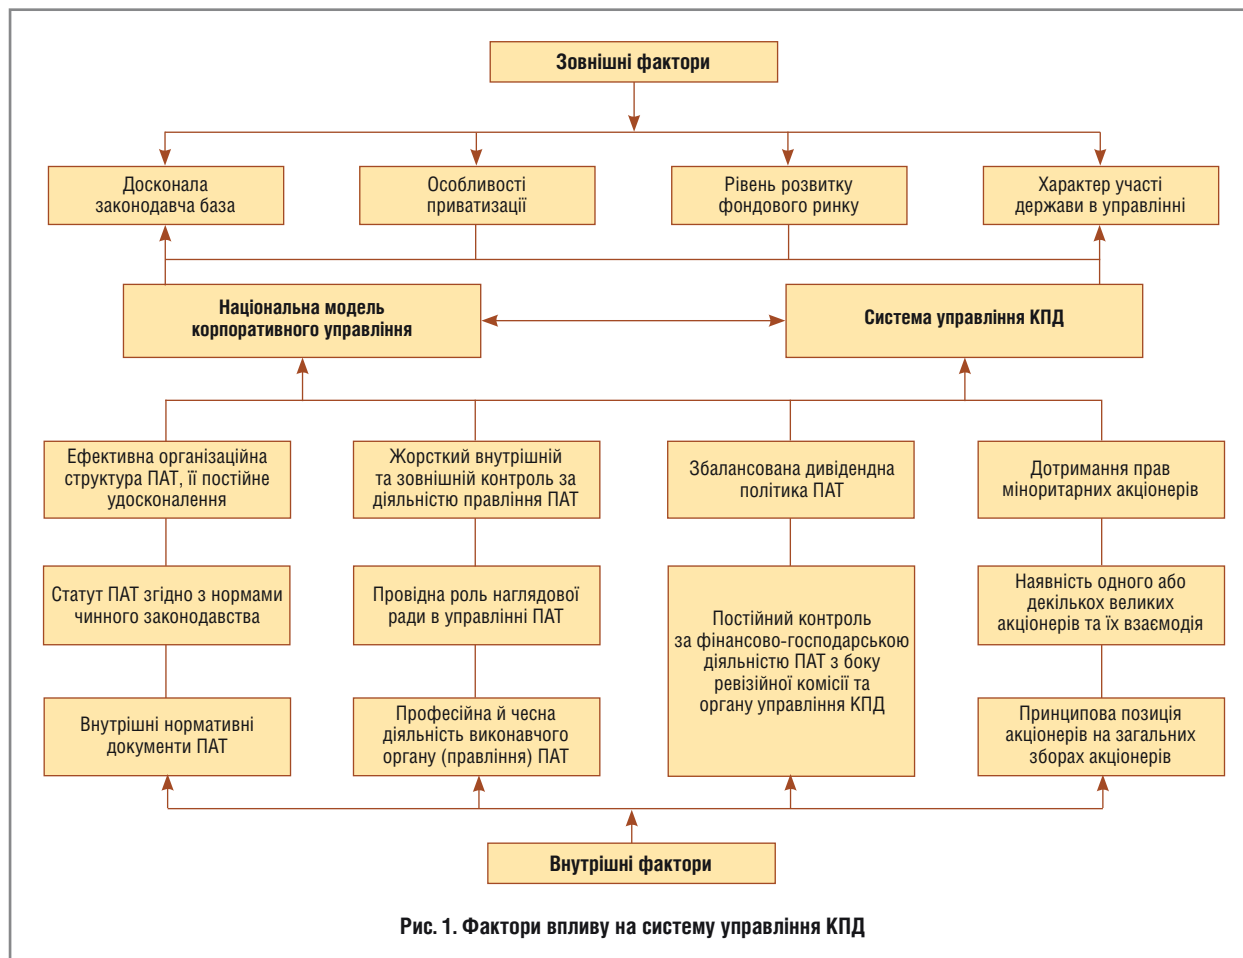 Зовнішні фактори
Досконала
законодавча база
Особливості
приватизації
Рівень розвитку
фондового ринку
Характер участі
держави в управлінні
Національна модель
корпоративного управління
Система управління КПД
Ефективна організаційна
структура ПАТ, її постійне
удосконалення
Жорсткий внутрішній
та зовнішній контроль за
діяльністю правління ПАТ
Збалансована дивідендна
політика ПАТ
Дотримання прав
міноритарних акціонерів
Статут ПАТ згідно з нормами
чинного законодавства
Провідна роль наглядової
ради в управлінні ПАТ
Постійний контроль
за фінансово-господарською
діяльністю ПАТ з боку
ревізійної комісії та
органу управління КПД
Наявність одного або
декількох великих
акціонерів та їх взаємодія
Внутрішні нормативні
документи ПАТ
Професійна й чесна
діяльність виконавчого
органу (правління) ПАТ
Принципова позиція
акціонерів на загальних
зборах акціонерів
Внутрішні фактори
Рис. 1. Фактори впливу на систему управління КПД